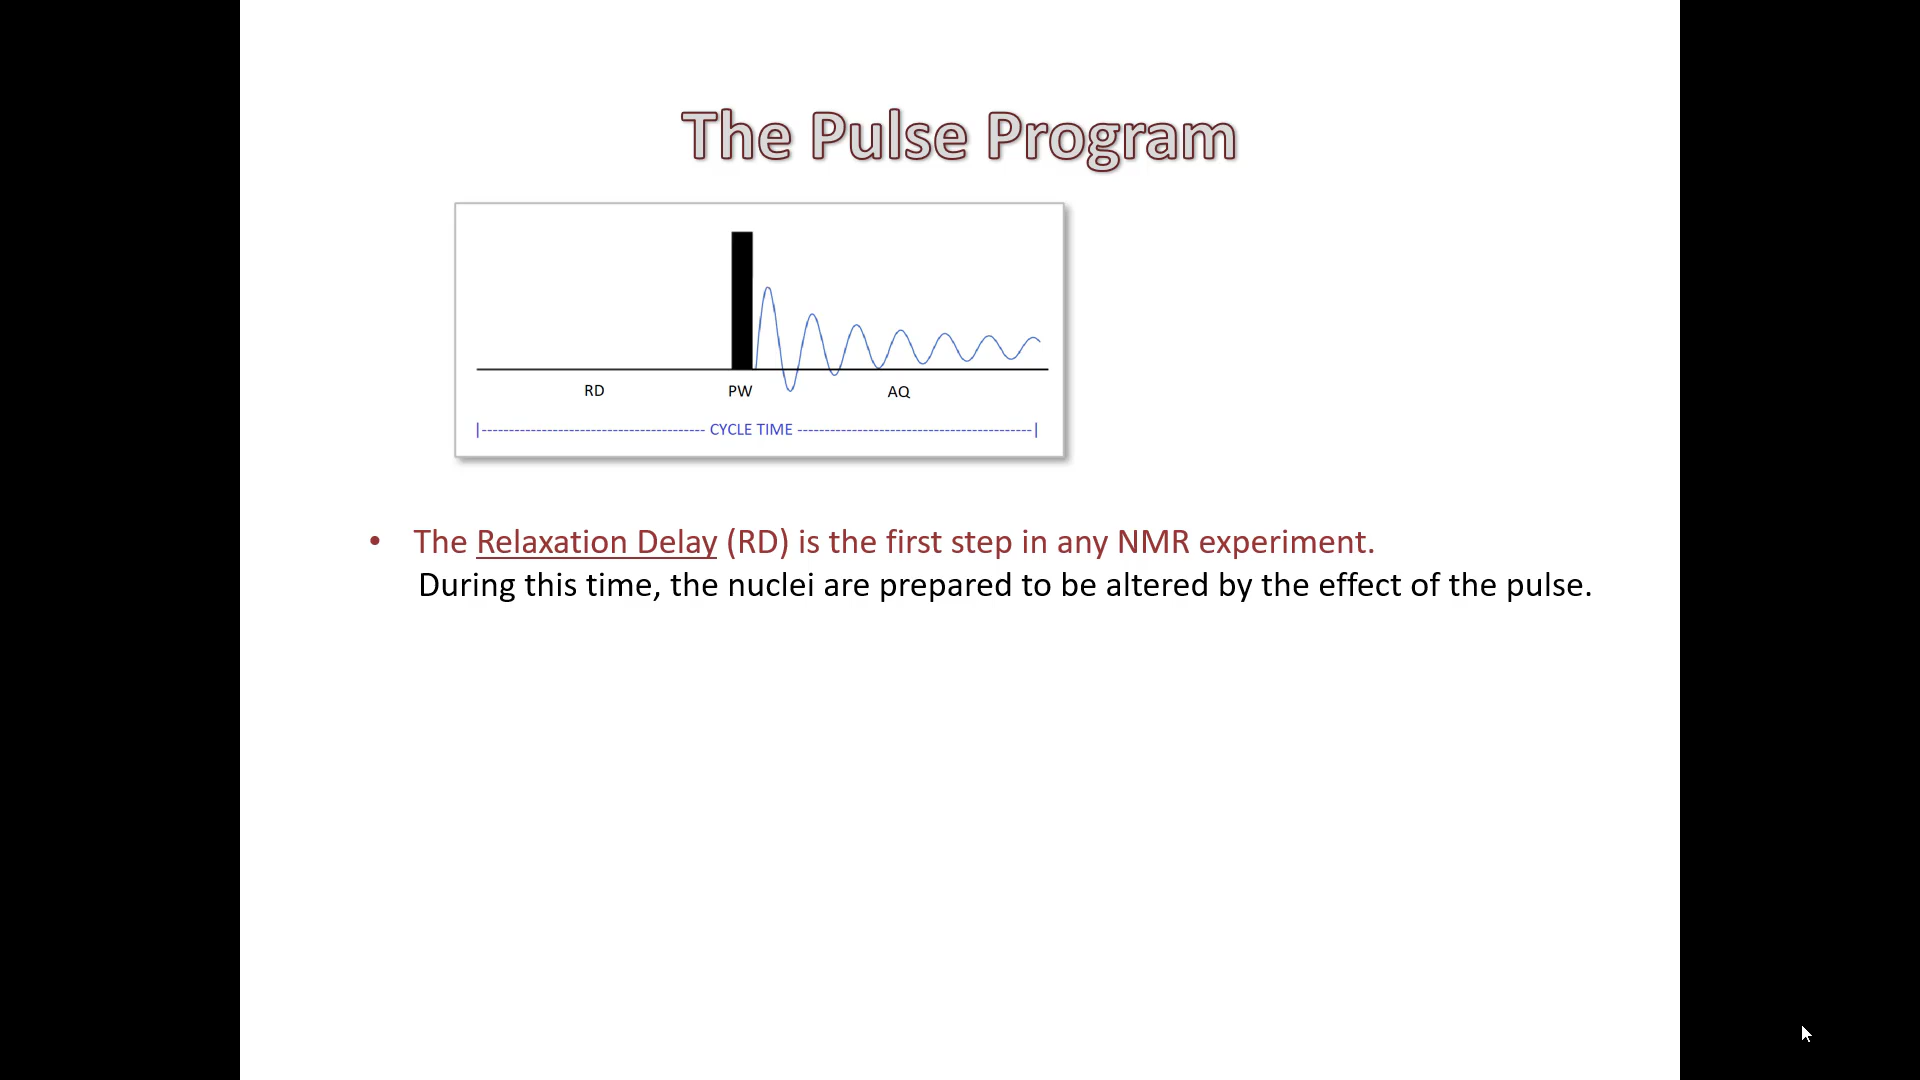 The Pulse Program
RD PW AQ
|----------------------------------------- CYCLE TIME ------------------------------------------|
• The Relaxation Delay (RD) is the first step in any NMR experiment.
During this time, the nuclei are prepared to be altered by the effect of the pulse.